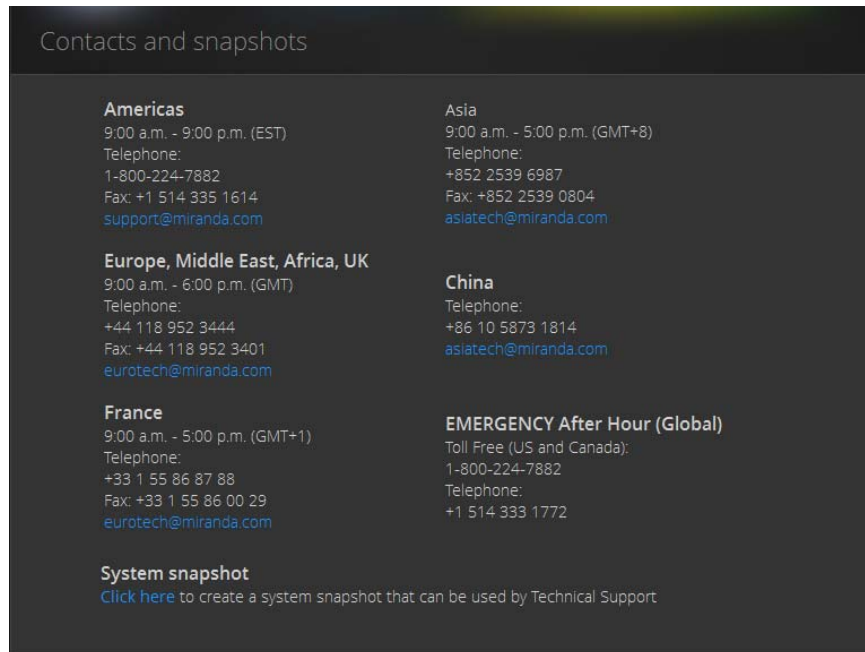 Contacts and snapshots
Americas
9:00 a.m. - 9:00 p.m. (EST)
Telephone:
1-800-224-7882
Fax: +1 514 335 1614
support@miranda.com
Europe, Middle East, Africa, UK
9:00 a.m. - 6:00 p.m. (GMT)
Telephone:
+44 118 952 3444
Fax: +44 118 952 3401
eurotech@miranda.com
France
9:00 a.m. - 5:00 p.m. (GMT+1)
Telephone:
+33 1 55 86 87 88
Fax: +33 1 55 86 00 29
eurotech@miranda.com
Asia
9:00 a.m. - 5:00 p.m. (GMT+8)
Telephone:
+852 2539 6987
Fax: +852 2539 0804
asiatech@miranda.com
China
Telephone:
+86 10 5873 1814
asiatech@miranda.com
EMERGENCY After Hour (Global)
Toll Free (US and Canada):
1-800-224-7882
Telephone:
+1 514 333 1772
System snapshot
Click here to create a system snapshot that can be used by Technical Support